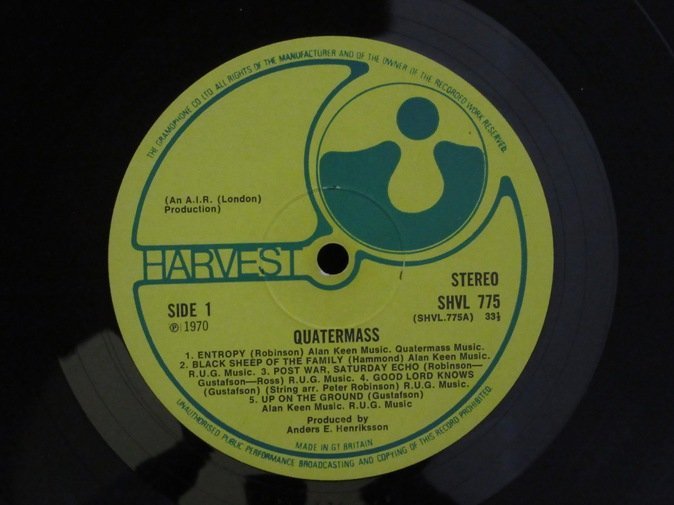 THE GRAMOPHONE CO LTD. ALL RIGHTS OF THE MANUFACTURER AND OF THE OWNER OF THE RECORDED WORK RESERVED.
(An A.I.R. (London)
Production)
HARVEST
STEREO
SIDE 1
SHVL 775
℗ 1970
(SHVL.775A) 33⅓
QUATERMASS
1. ENTROPY (Robinson) Alan Keen Music. Quatermass Music.
2. BLACK SHEEP OF THE FAMILY (Hammond) Alan Keen Music.
R.U.G. Music. 3. POST WAR, SATURDAY ECHO (Robinson—
Gustafson—Ross) R.U.G. Music. 4. GOOD LORD KNOWS
(Gustafson) (String arr. Peter Robinson) R.U.G. Music.
5. UP ON THE GROUND (Gustafson)
Alan Keen Music. R.U.G. Music
Produced by
Anders E. Henriksson
MADE IN GT BRITAIN
UNAUTHORISED PUBLIC PERFORMANCE BROADCASTING AND COPYING OF THIS RECORD PROHIBITED.